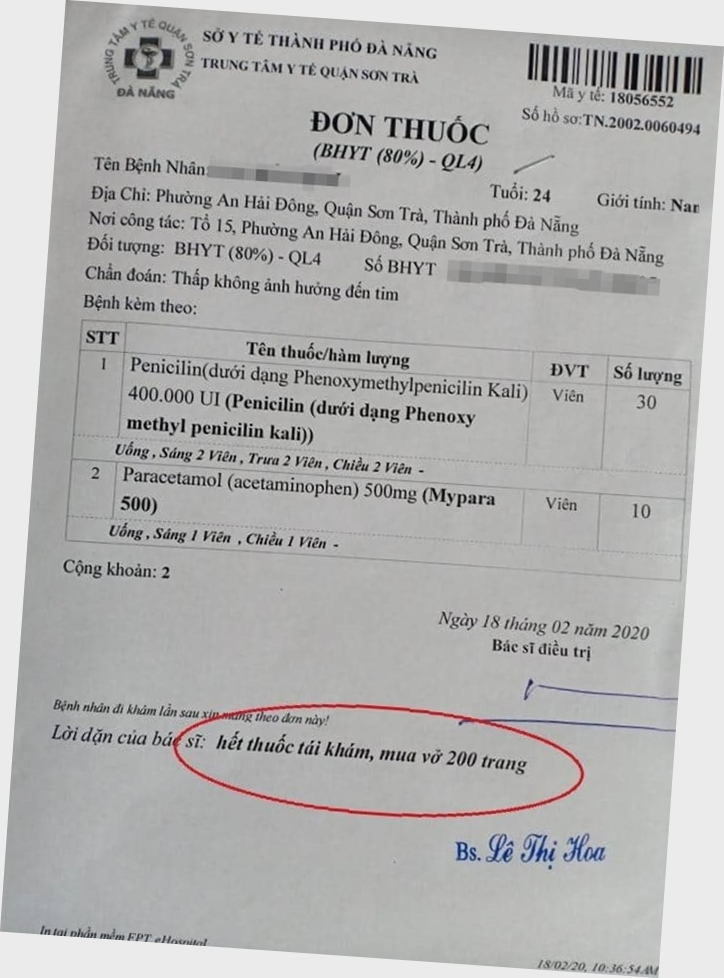 TRUNG TÂM Y TẾ QUẬN SƠN TRÀ
ĐÀ NẴNG
SỞ Y TẾ THÀNH PHỐ ĐÀ NẴNG
TRUNG TÂM Y TẾ QUẬN SƠN TRÀ
Mã y tế: 18056552
Số hồ sơ:TN.2002.0060494
ĐƠN THUỐC
(BHYT (80%) - QL4)
Tên Bệnh Nhân:
Tuổi: 24 Giới tính: Nam
Địa Chỉ: Phường An Hải Đông, Quận Sơn Trà, Thành phố Đà Nẵng
Nơi công tác: Tổ 15, Phường An Hải Đông, Quận Sơn Trà, Thành phố Đà Nẵng
Đối tượng: BHYT (80%) - QL4 Số BHYT
Chẩn đoán: Thấp không ảnh hưởng đến tim
Bệnh kèm theo:
STT Tên thuốc/hàm lượng ĐVT Số lượng
1 Penicilin(dưới dạng Phenoxymethylpenicilin Kali) Viên 30
400.000 UI (Penicilin (dưới dạng Phenoxy
methyl penicilin kali))
Uống , Sáng 2 Viên , Trưa 2 Viên , Chiều 2 Viên -
2 Paracetamol (acetaminophen) 500mg (Mypara Viên 10
500)
Uống , Sáng 1 Viên , Chiều 1 Viên -
Cộng khoản: 2
Ngày 18 tháng 02 năm 2020
Bác sĩ điều trị
Bệnh nhân đi khám lần sau xin mang theo đơn này!
Lời dặn của bác sĩ: hết thuốc tái khám, mua vở 200 trang
Bs. Lê Thị Hoa
In tại phần mềm FPT. eHospital
18/02/20, 10:36:54AM